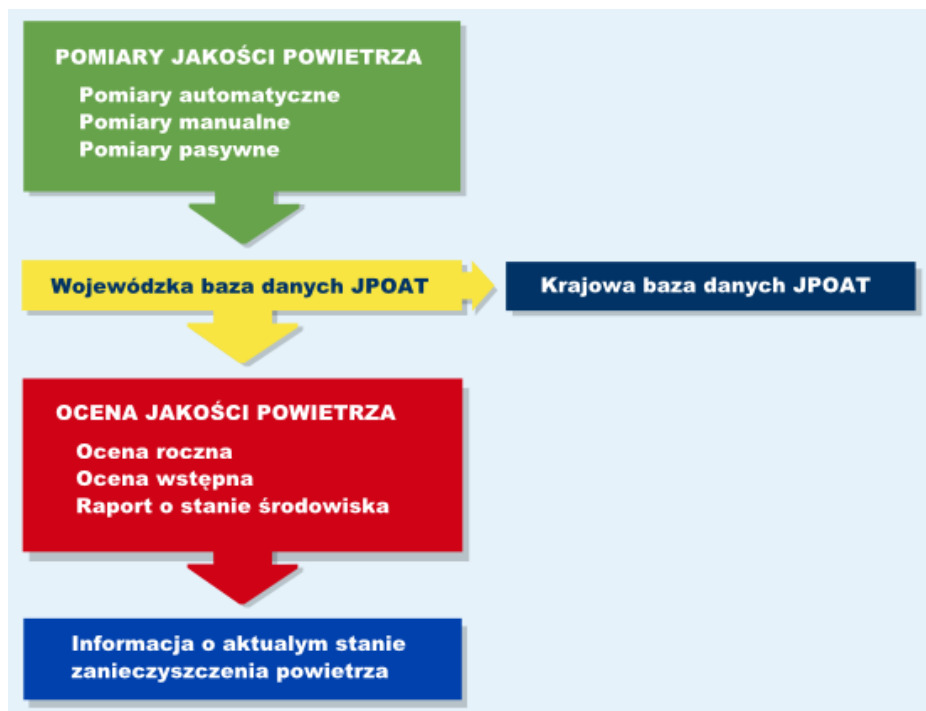 POMIARY JAKOŚCI POWIETRZA
Pomiary automatyczne
Pomiary manualne
Pomiary pasywne
Wojewódzka baza danych JPOAT
Krajowa baza danych JPOAT
OCENA JAKOŚCI POWIETRZA
Ocena roczna
Ocena wstępna
Raport o stanie środowiska
Informacja o aktualym stanie
zanieczyszczenia powietrza